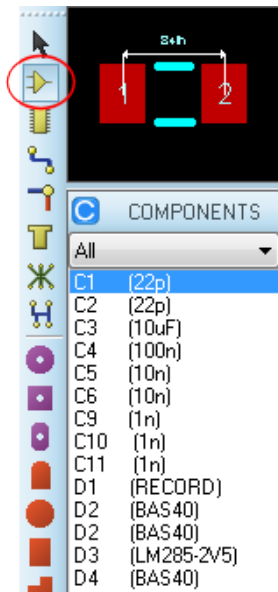 84th
1 2
C COMPONENTS
All
C1 (22p)
C2 (22p)
C3 (10uF)
C4 (100n)
C5 (10n)
C6 (10n)
C9 (1n)
C10 (1n)
C11 (1n)
D1 (RECORD)
D2 (BAS40)
D2 (BAS40)
D3 (LM285-2V5)
D4 (BAS40)